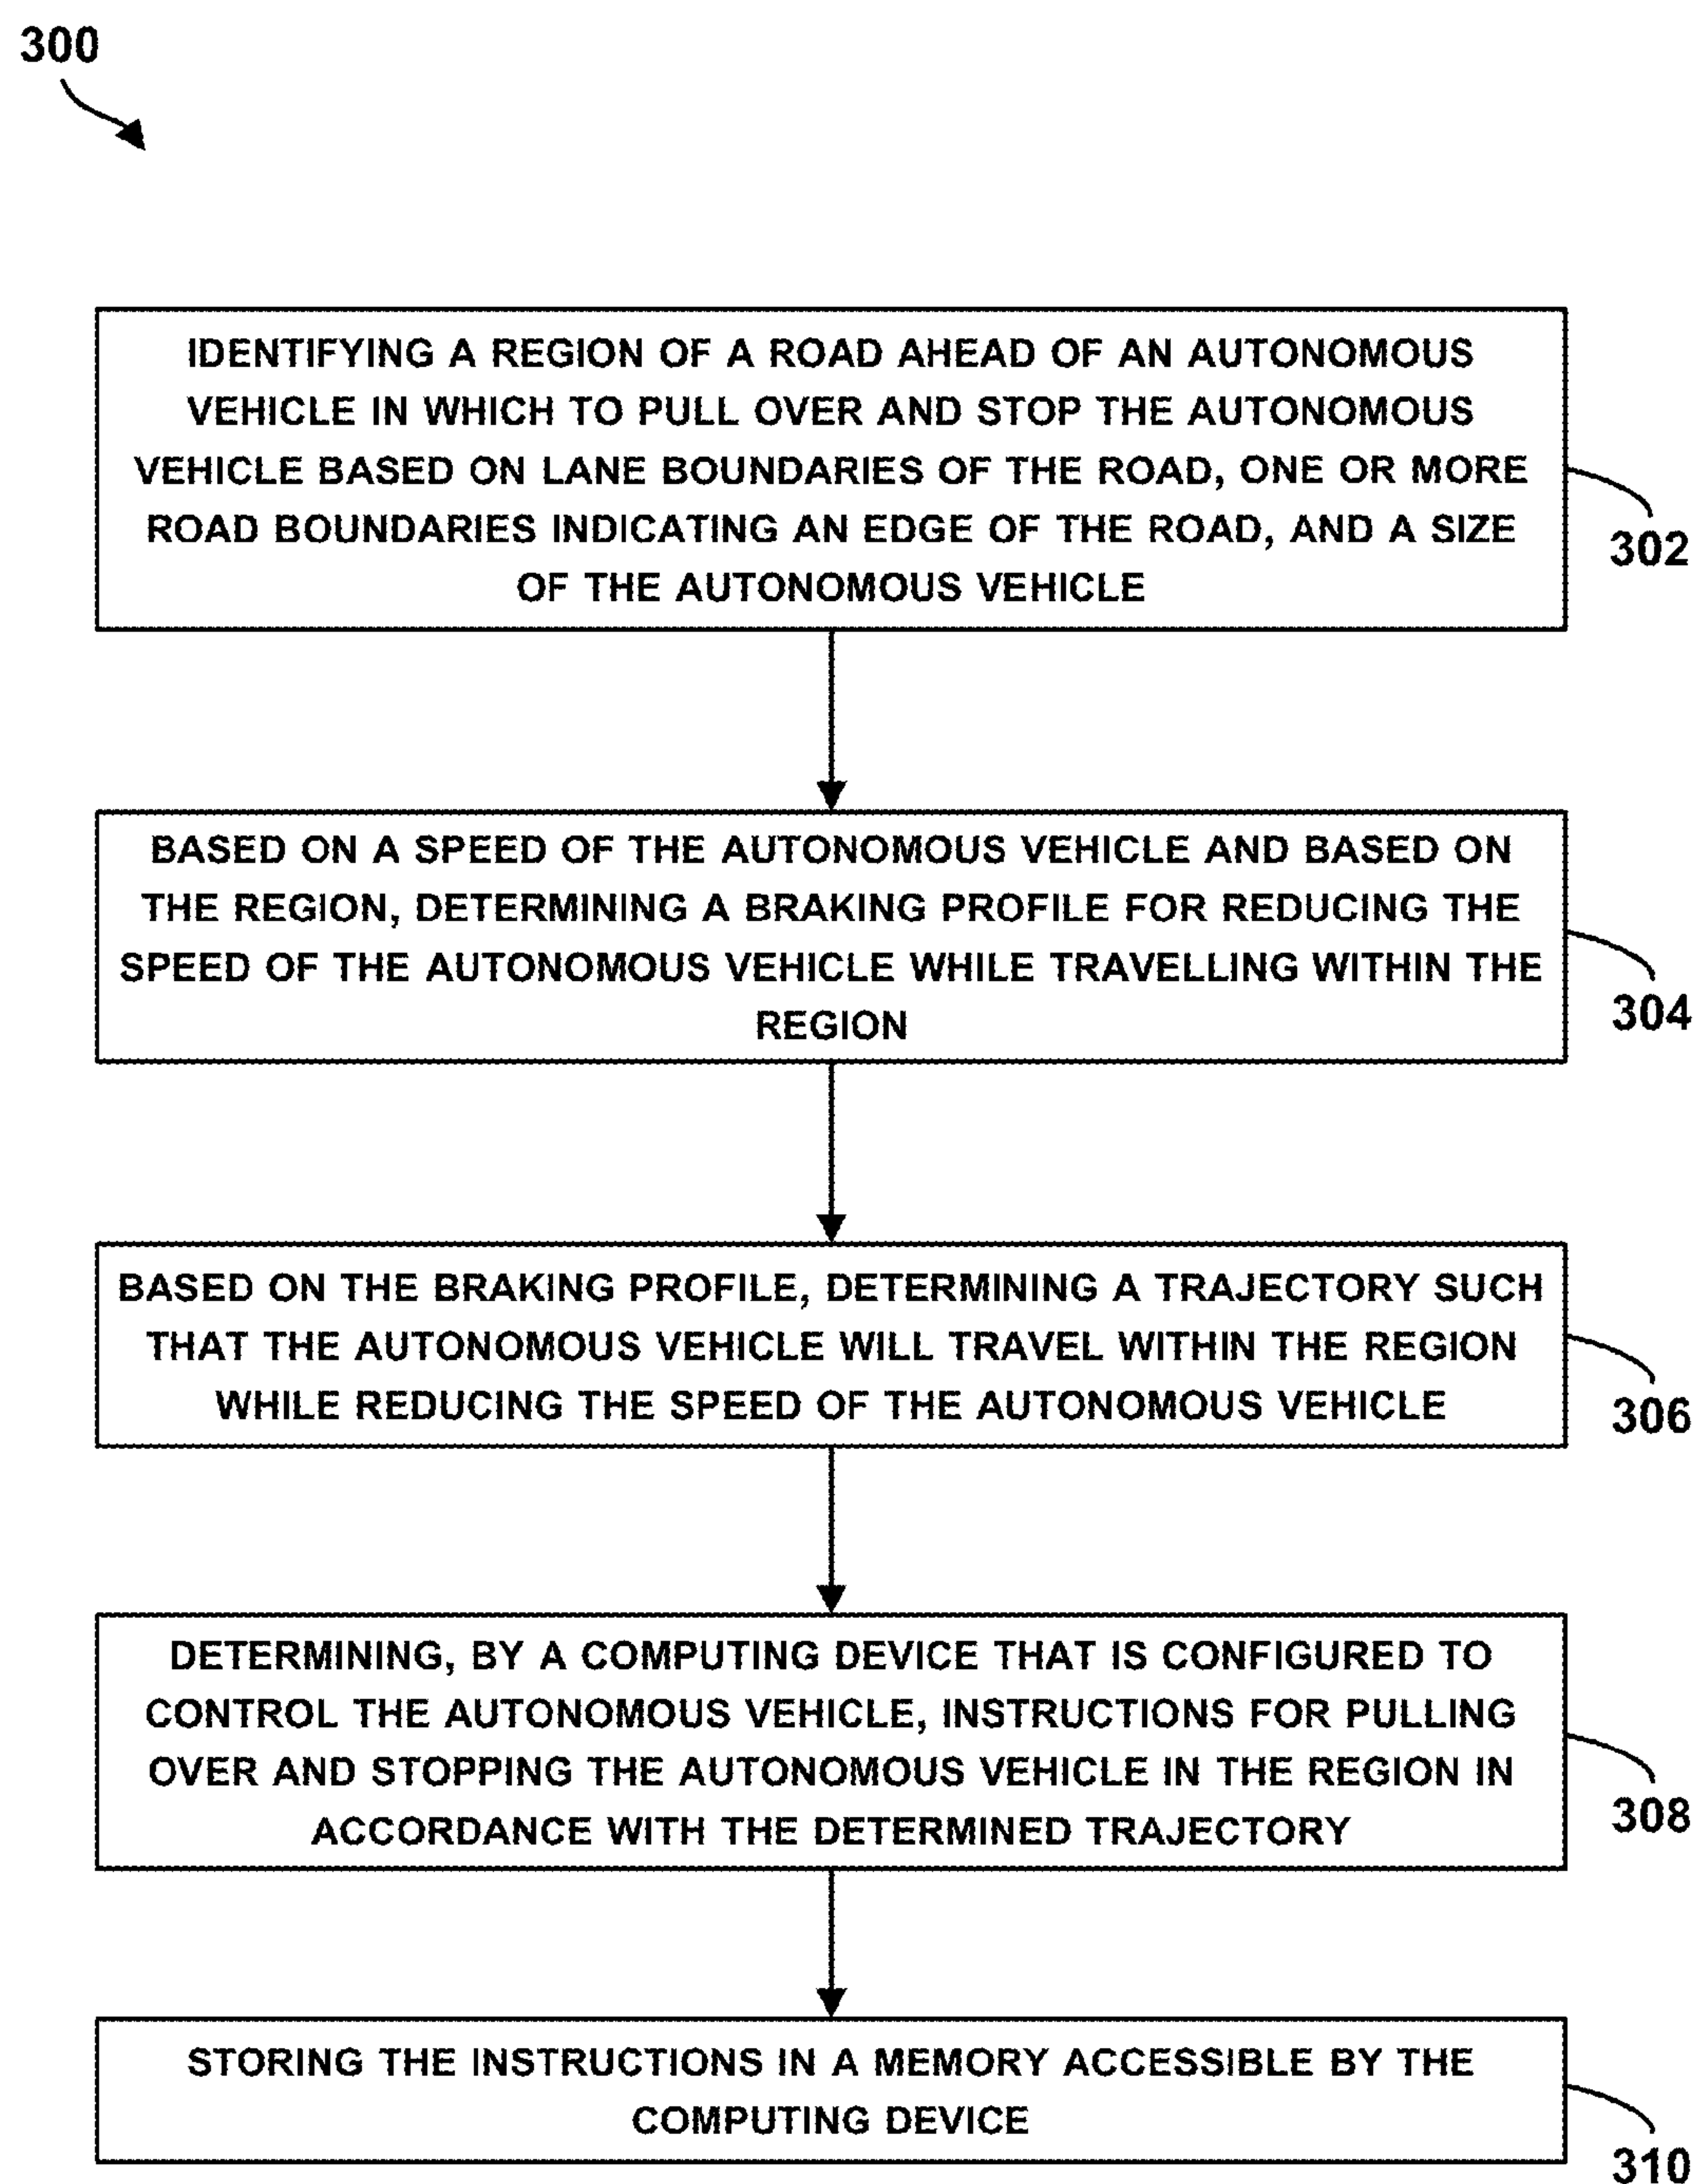 300
IDENTIFYING A REGION OF A ROAD AHEAD OF AN AUTONOMOUS
VEHICLE IN WHICH TO PULL OVER AND STOP THE AUTONOMOUS
VEHICLE BASED ON LANE BOUNDARIES OF THE ROAD, ONE OR MORE
ROAD BOUNDARIES INDICATING AN EDGE OF THE ROAD, AND A SIZE
OF THE AUTONOMOUS VEHICLE
302
BASED ON A SPEED OF THE AUTONOMOUS VEHICLE AND BASED ON
THE REGION, DETERMINING A BRAKING PROFILE FOR REDUCING THE
SPEED OF THE AUTONOMOUS VEHICLE WHILE TRAVELLING WITHIN THE
REGION
304
BASED ON THE BRAKING PROFILE, DETERMINING A TRAJECTORY SUCH
THAT THE AUTONOMOUS VEHICLE WILL TRAVEL WITHIN THE REGION
WHILE REDUCING THE SPEED OF THE AUTONOMOUS VEHICLE
306
DETERMINING, BY A COMPUTING DEVICE THAT IS CONFIGURED TO
CONTROL THE AUTONOMOUS VEHICLE, INSTRUCTIONS FOR PULLING
OVER AND STOPPING THE AUTONOMOUS VEHICLE IN THE REGION IN
ACCORDANCE WITH THE DETERMINED TRAJECTORY
308
STORING THE INSTRUCTIONS IN A MEMORY ACCESSIBLE BY THE
COMPUTING DEVICE
310